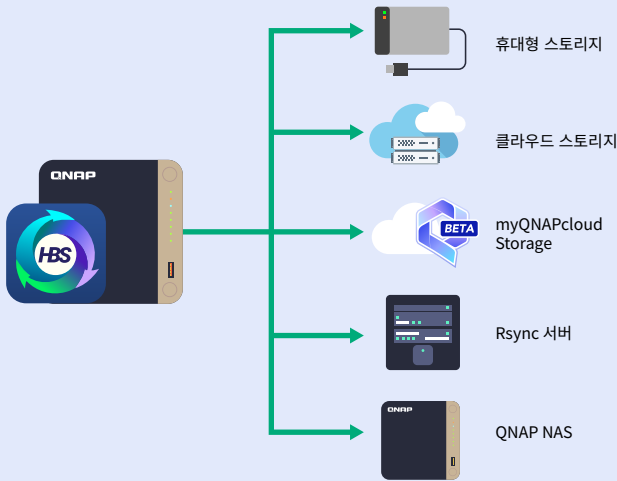 휴대형 스토리지
클라우드 스토리지
QNAP
HBS
BETA
myQNAPcloud
Storage
Rsync 서버
QNAP
QNAP NAS